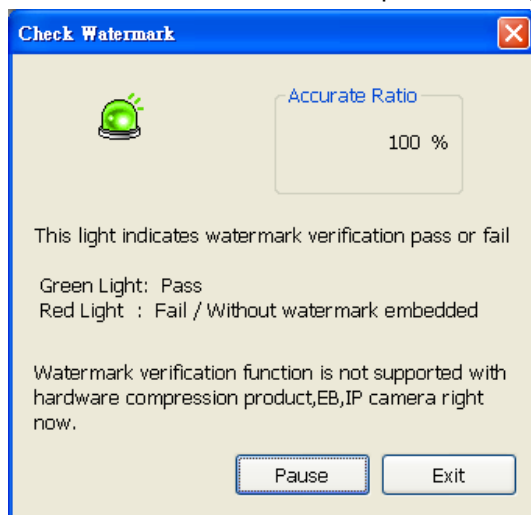 Check Watermark
Accurate Ratio
100 %
This light indicates watermark verification pass or fail
Green Light: Pass
Red Light : Fail / Without watermark embedded
Watermark verification function is not supported with
hardware compression product,EB,IP camera right
now.
Pause
Exit